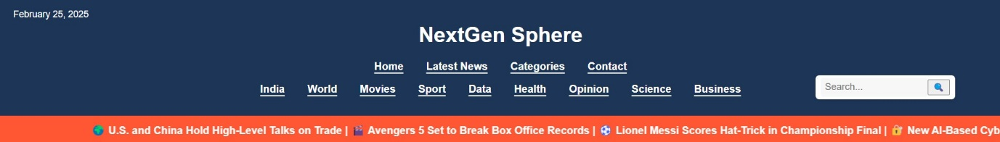 February 25, 2025
NextGen Sphere
Home Latest News Categories Contact
India World Movies Sport Data Health Opinion Science Business
Search...
U.S. and China Hold High-Level Talks on Trade | Avengers 5 Set to Break Box Office Records | Lionel Messi Scores Hat-Trick in Championship Final | New AI-Based